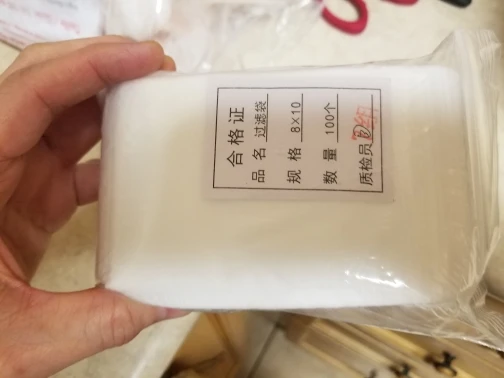 合格证
品名 过滤袋
规格 8×10
数量 100个
质检员